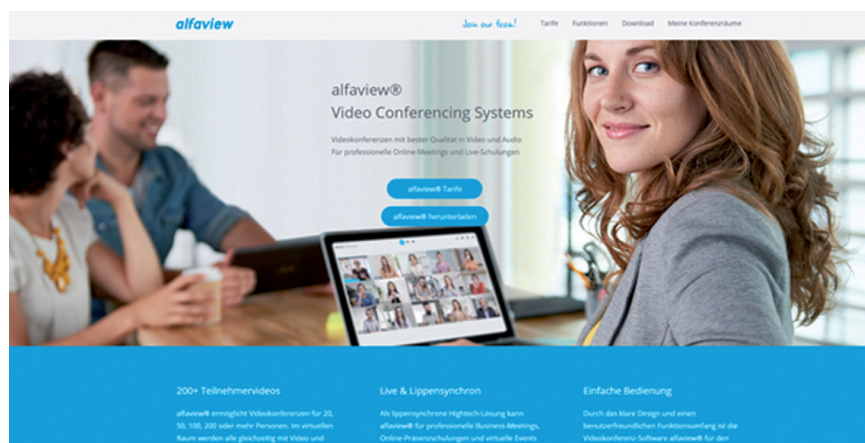 alfaview
Join our team!
Tarife Funktionen Download Meine Konferenzräume
alfaview®
Video Conferencing Systems
Videokonferenzen mit bester Qualität in Video und Audio
Für professionelle Online-Meetings und Live-Schulungen
alfaview® Tarife
alfaview® herunterladen
200+ Teilnehmervideos
alfaview® ermöglicht Videokonferenzen für 20,
50, 100, 200 oder mehr Personen. Im virtuellen
Raum werden alle gleichzeitig mit Video und
Live & Lippensynchron
Als lippensynchrone Hightech-Lösung kann
alfaview® für professionelle Business-Meetings,
Online-Präsenzschulungen und virtuelle Events
Einfache Bedienung
Durch das klare Design und einen
benutzerfreundlichen Funktionsumfang ist die
Videokonferenz-Software alfaview® für den